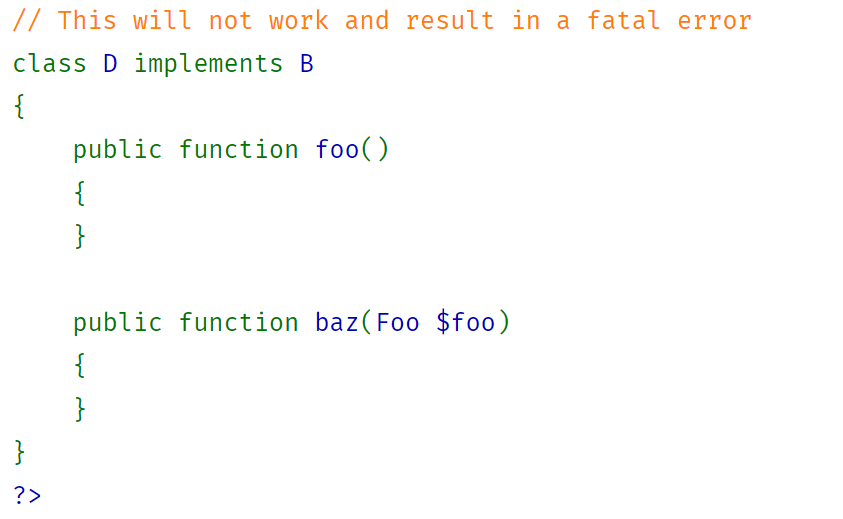 // This will not work and result in a fatal error
class D implements B
{
    public function foo()
    {
    }

    public function baz(Foo $foo)
    {
    }
}
?>